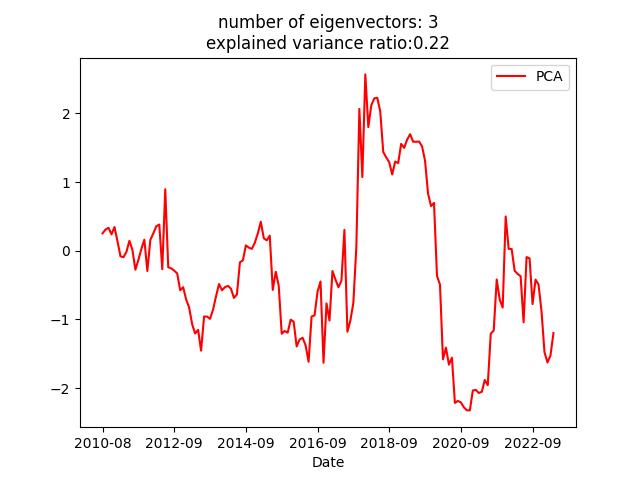 number of eigenvectors: 3
explained variance ratio:0.22
PCA
2
1
0
−1
−2
2010-08 2012-09 2014-09 2016-09 2018-09 2020-09 2022-09
Date